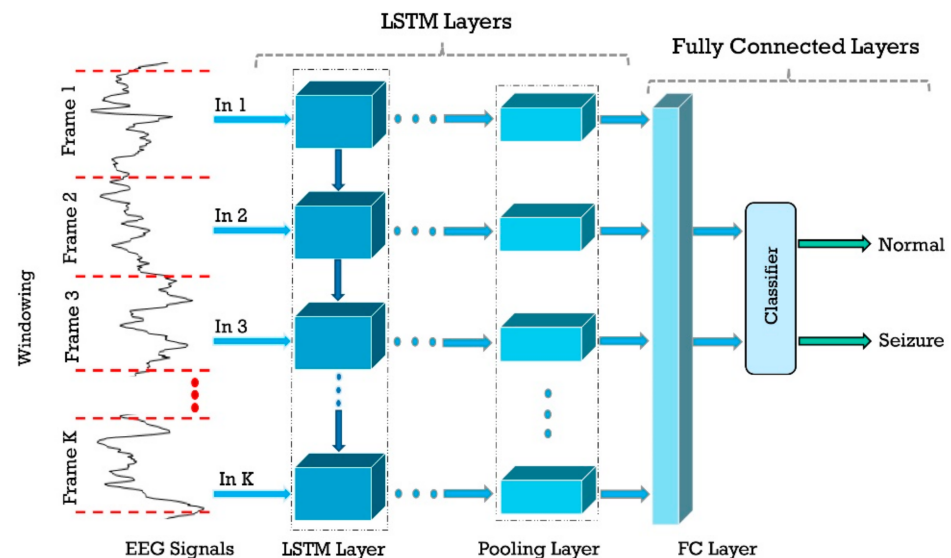 LSTM Layers
Fully Connected Layers
Windowing
Frame 1
Frame 2
Frame 3
Frame K
In 1
In 2
In 3
In K
Classifier
Normal
Seizure
EEG Signals
LSTM Layer
Pooling Layer
FC Layer